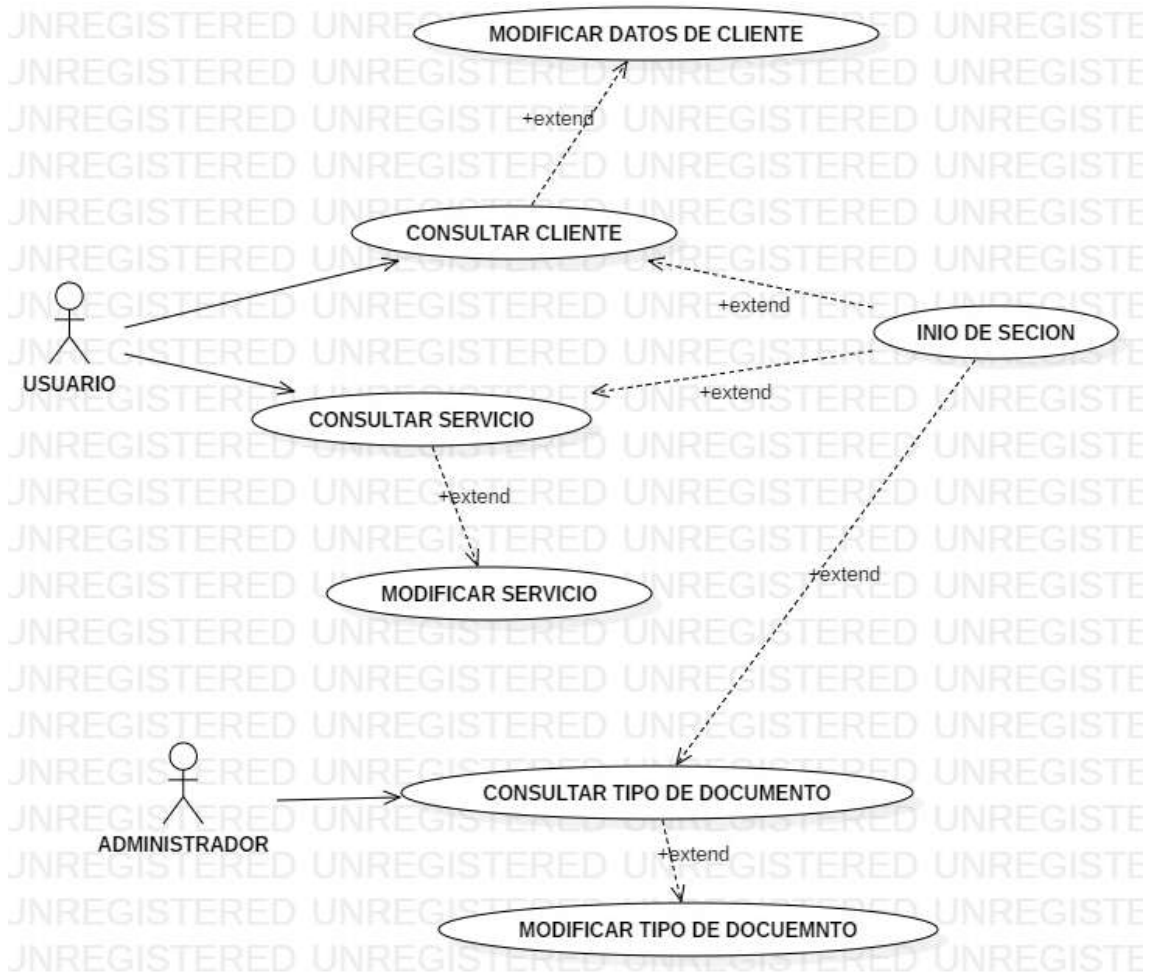 MODIFICAR DATOS DE CLIENTE
+extend
CONSULTAR CLIENTE
+extend
INIO DE SECION
USUARIO
+extend
CONSULTAR SERVICIO
+extend
+extend
MODIFICAR SERVICIO
CONSULTAR TIPO DE DOCUMENTO
ADMINISTRADOR
+extend
MODIFICAR TIPO DE DOCUEMNTO
UNREGISTERED